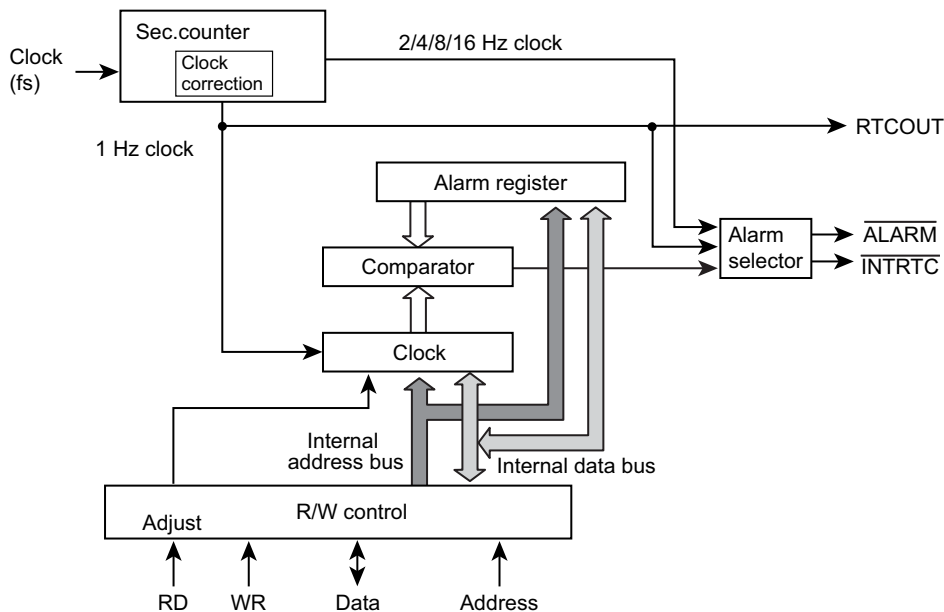 Sec.counter
2/4/8/16 Hz clock
Clock
(fs)
Clock
correction
RTCOUT
1 Hz clock
Alarm register
Alarm
selector
ALARM
INTRTC
Comparator
Clock
Internal
address bus
Internal data bus
R/W control
Adjust
RD
WR
Data
Address